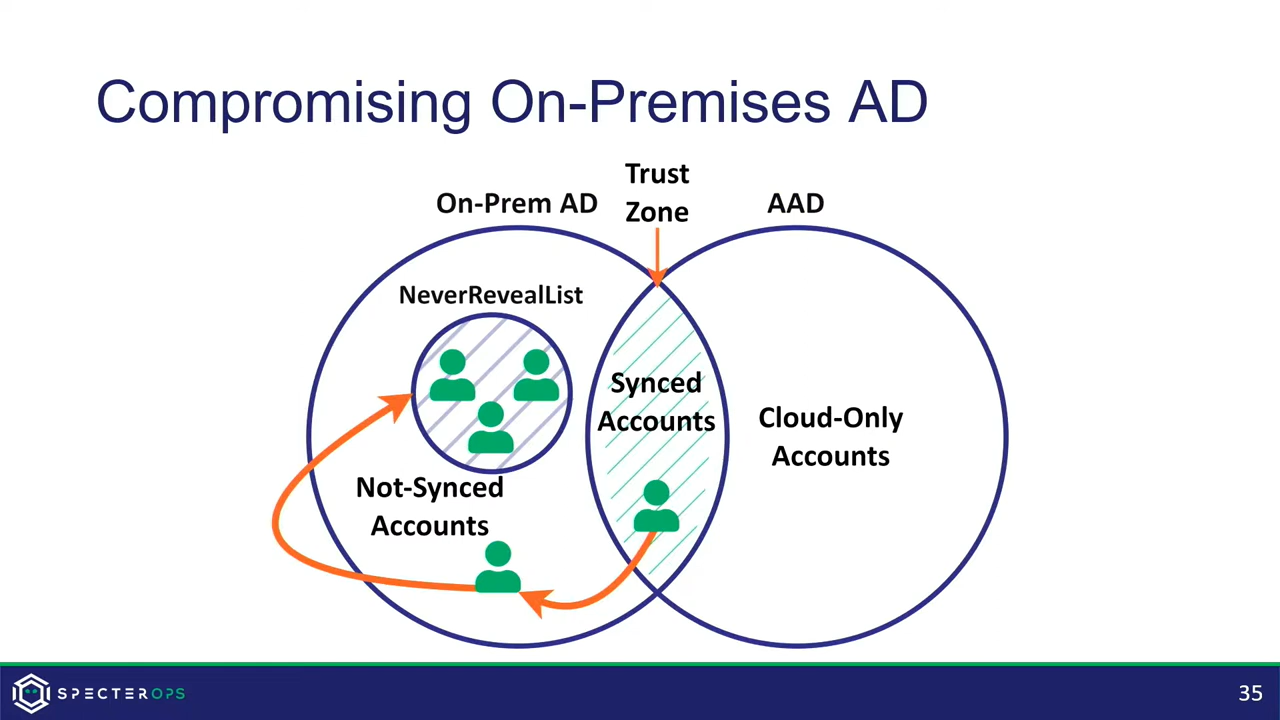 Compromising On-Premises AD
Trust
Zone
On-Prem AD
AAD
NeverRevealList
Synced
Accounts
Cloud-Only
Accounts
Not-Synced
Accounts
SPECTEROPS
35